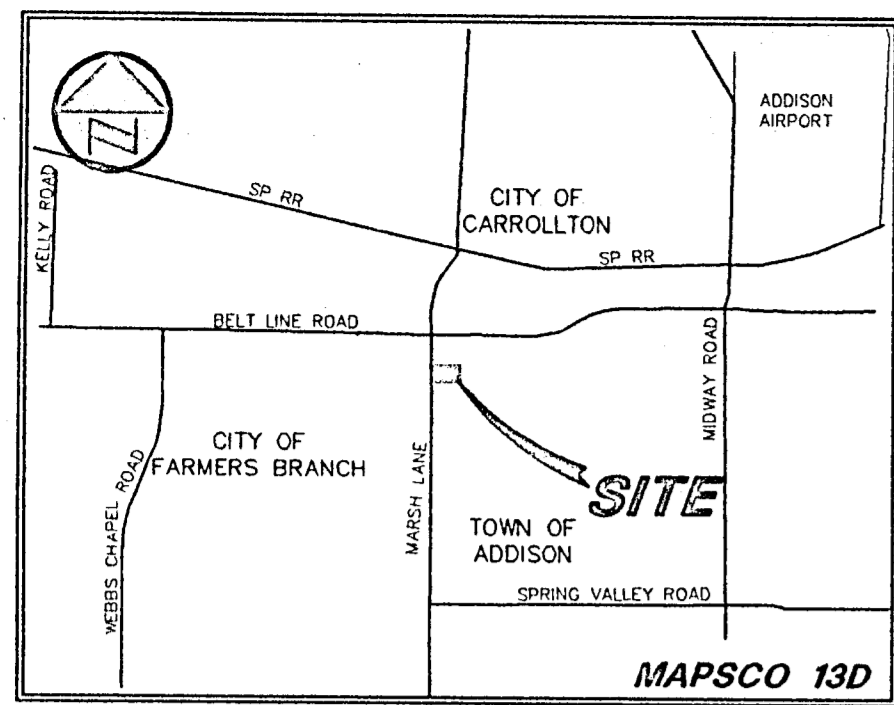 ADDISON
AIRPORT
CITY OF
CARROLLTON
SP RR
SP RR
KELLY ROAD
BELT LINE ROAD
MIDWAY ROAD
CITY OF
FARMERS BRANCH
WEBBS CHAPEL ROAD
MARSH LANE
SITE
TOWN OF
ADDISON
SPRING VALLEY ROAD
MAPSCO 13D